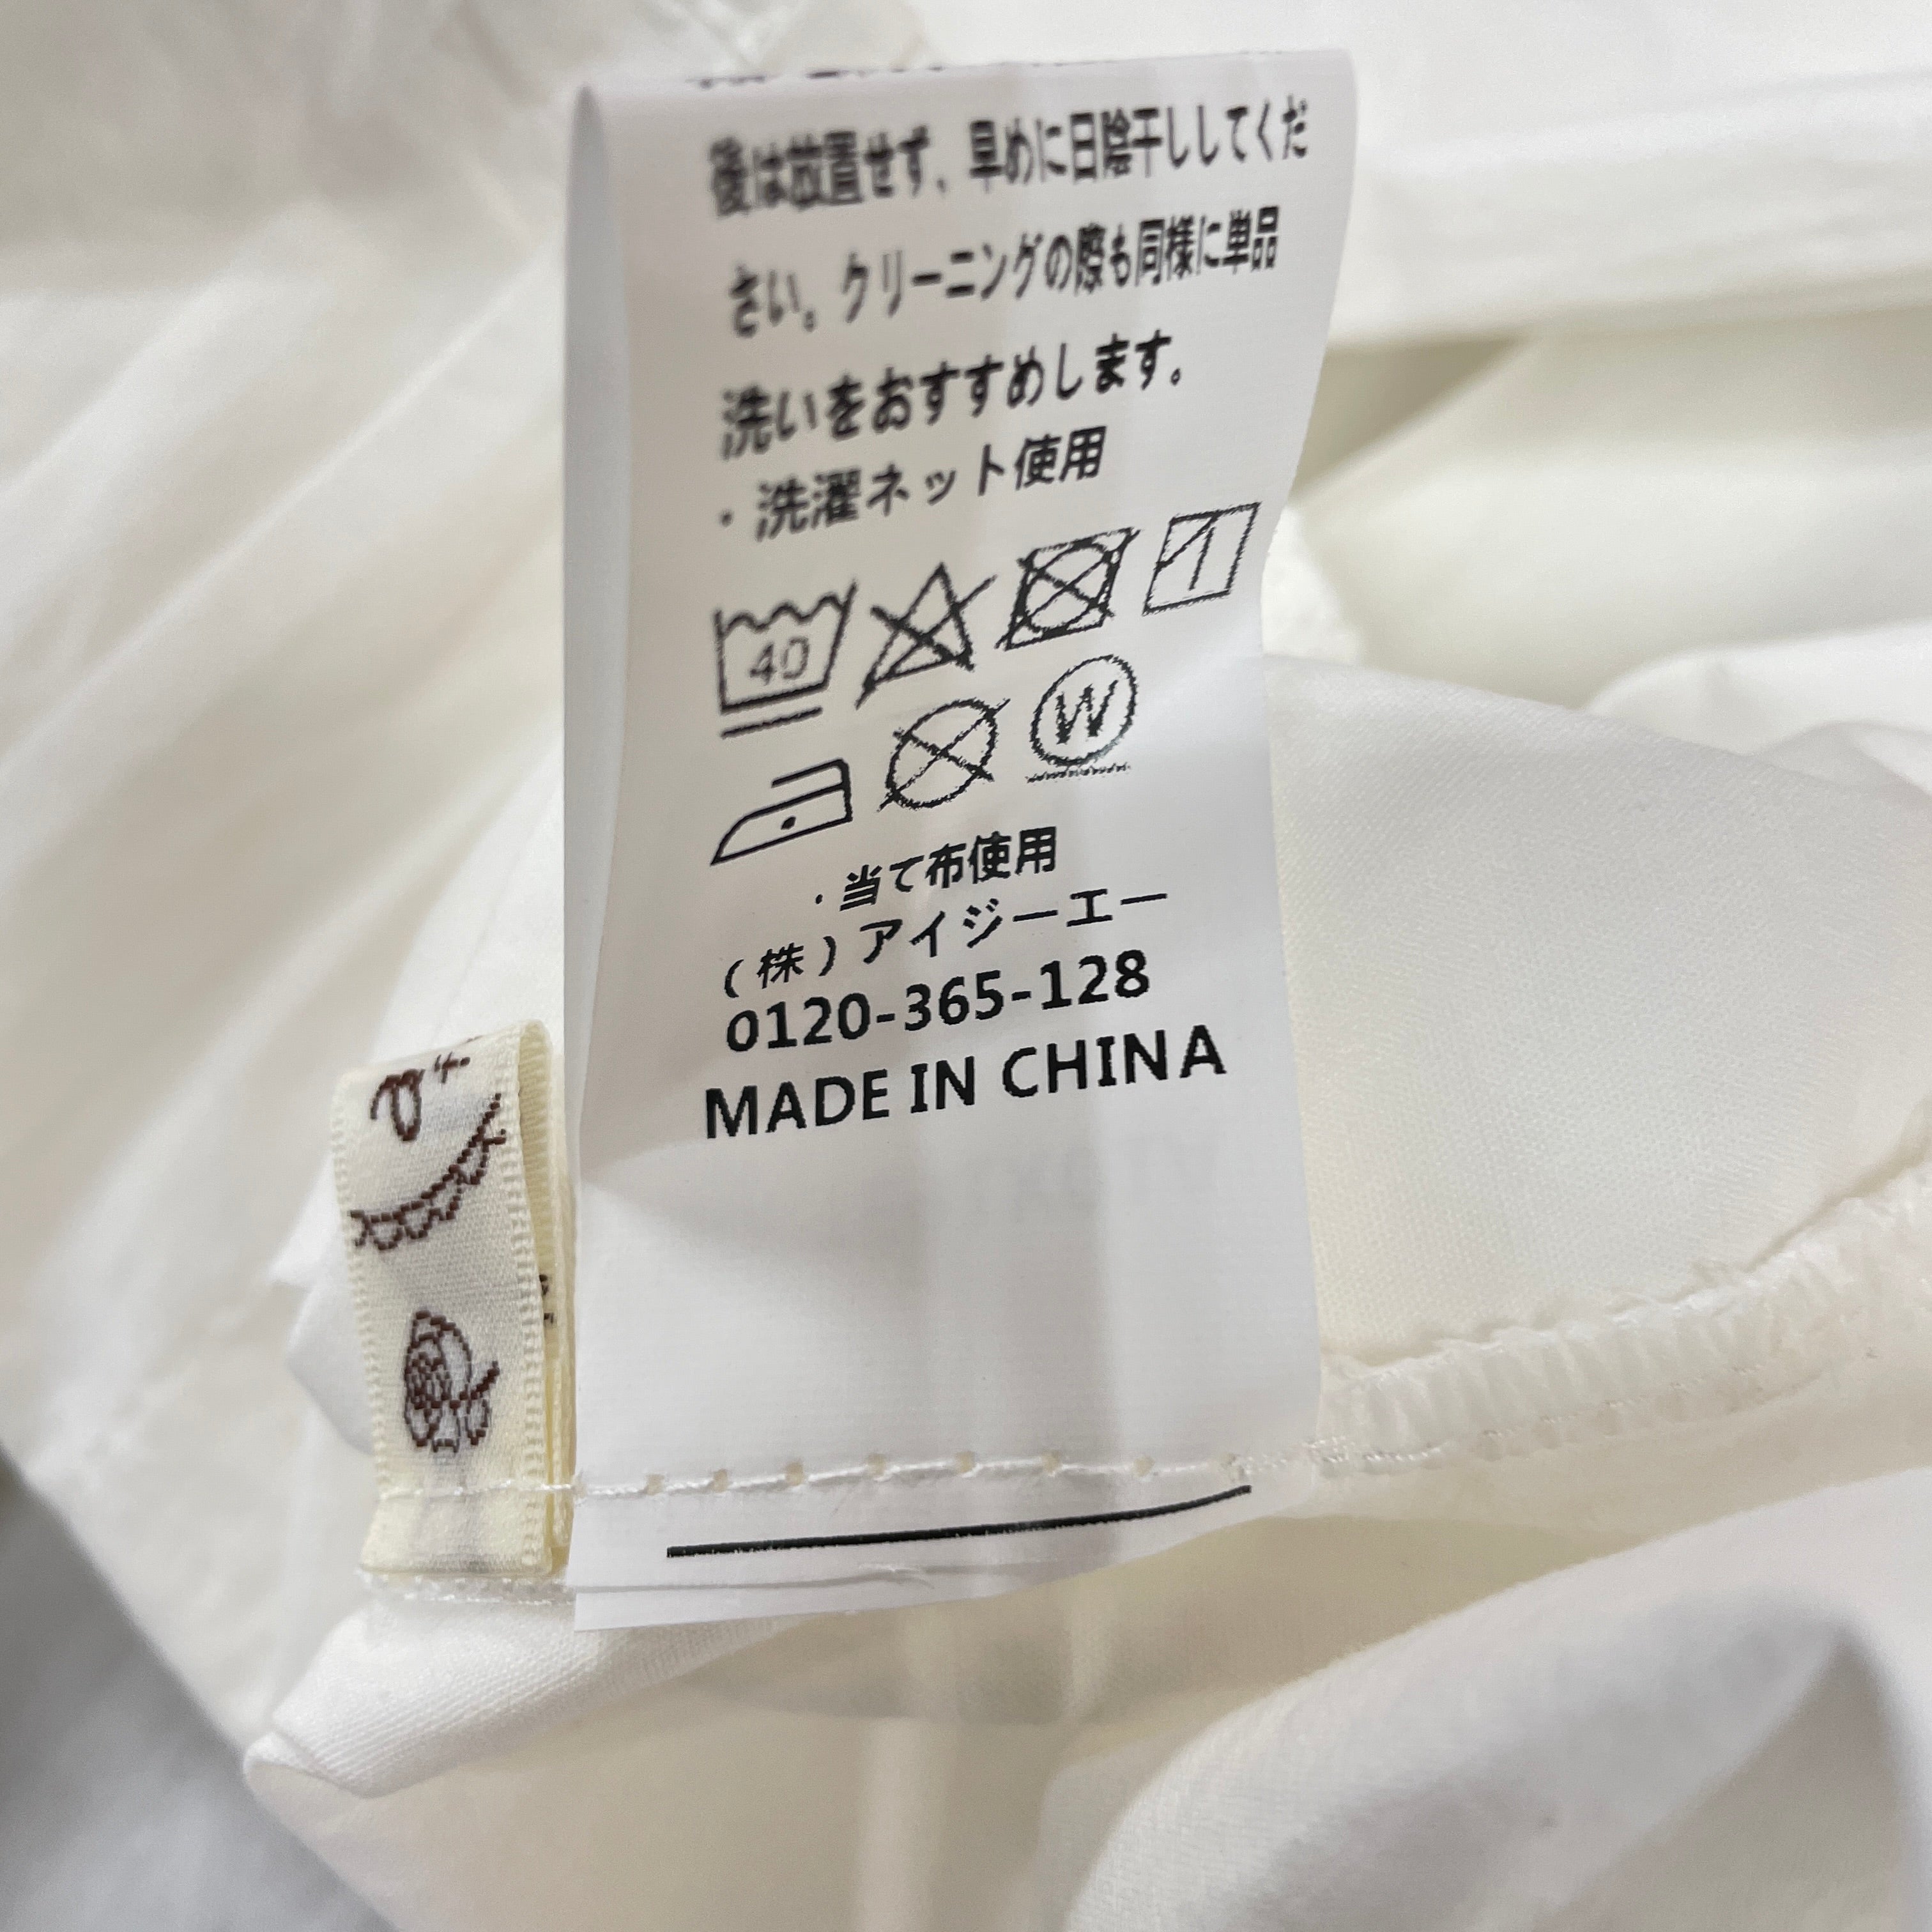 後は放置せず、早めに日陰干ししてくだ
さい。クリーニングの際も同様に単品
洗いをおすすめします。
・洗濯ネット使用
40
W
・当て布使用
(株)アイジーエー
0120-365-128
MADE IN CHINA
a